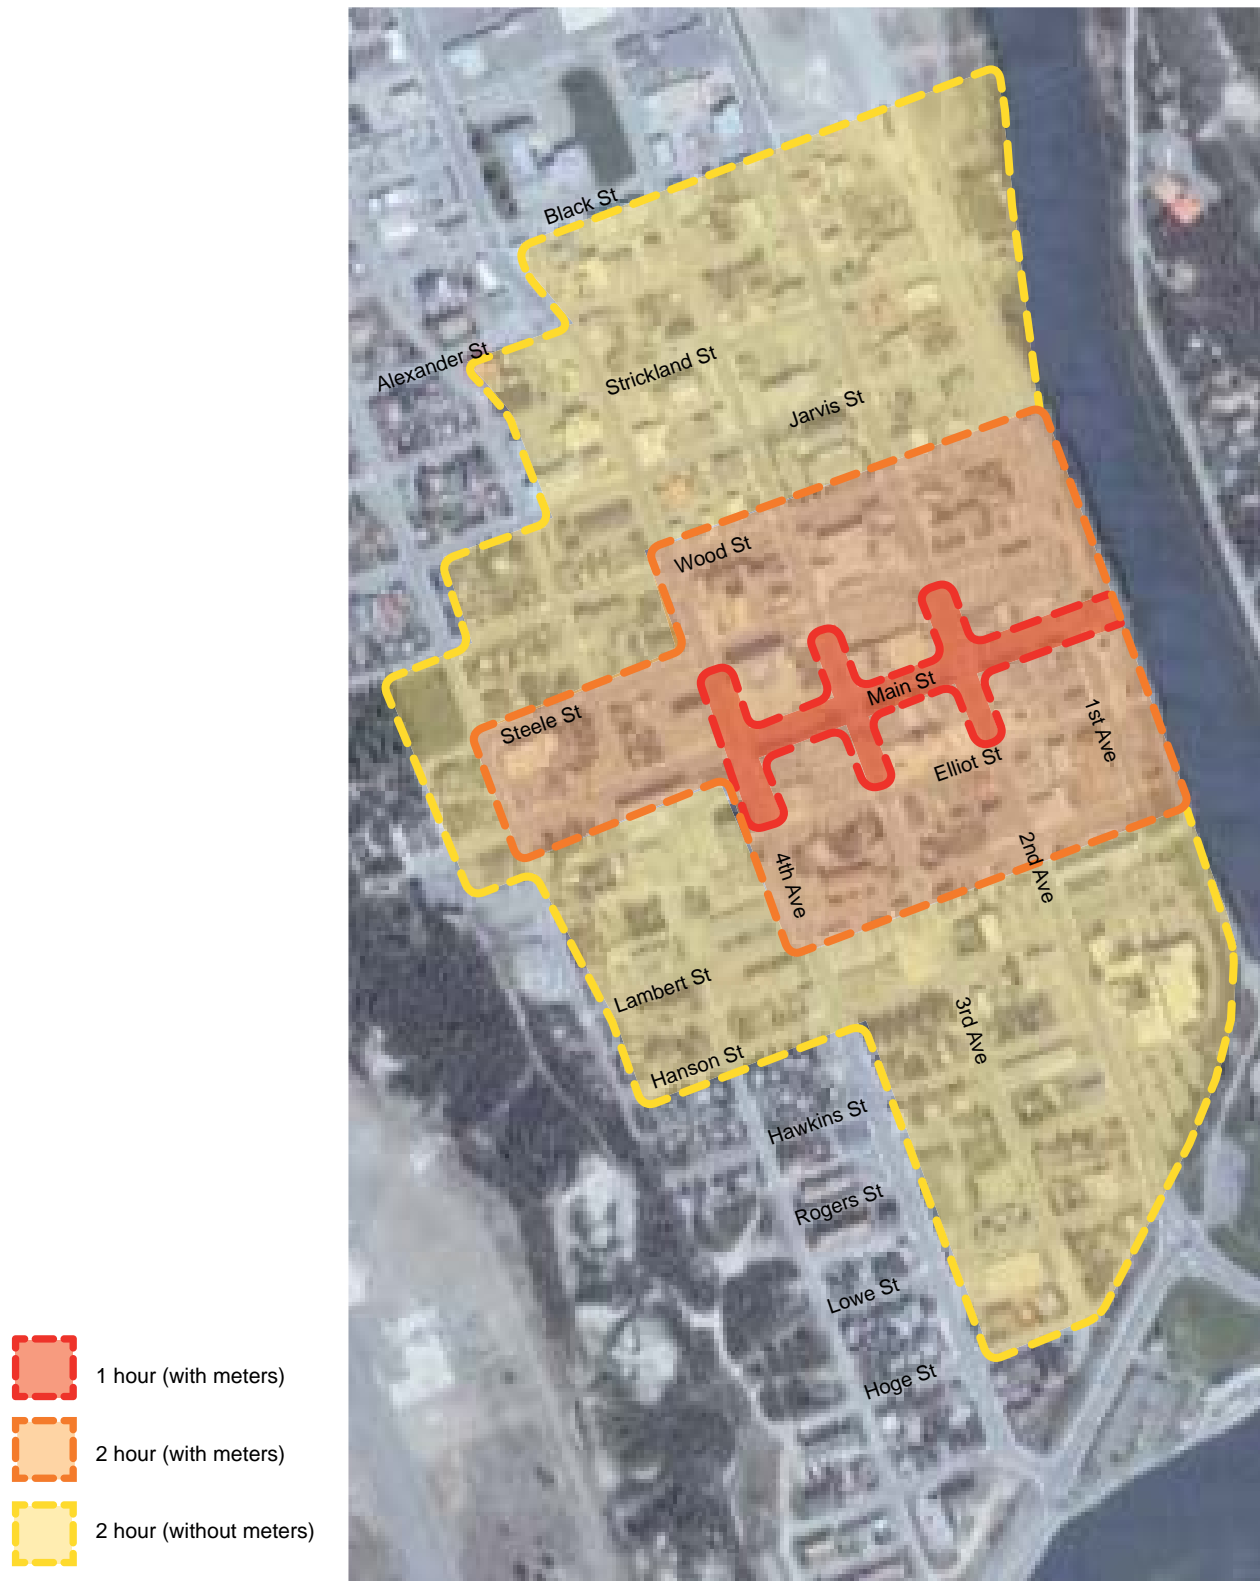 Black St
Alexander St
Strickland St
Jarvis St
Wood St
Main St
Steele St
1st Ave
Elliot St
2nd Ave
4th Ave
Lambert St
3rd Ave
Hanson St
Hawkins St
Rogers St
Lowe St
Hoge St
1 hour (with meters)
2 hour (with meters)
2 hour (without meters)